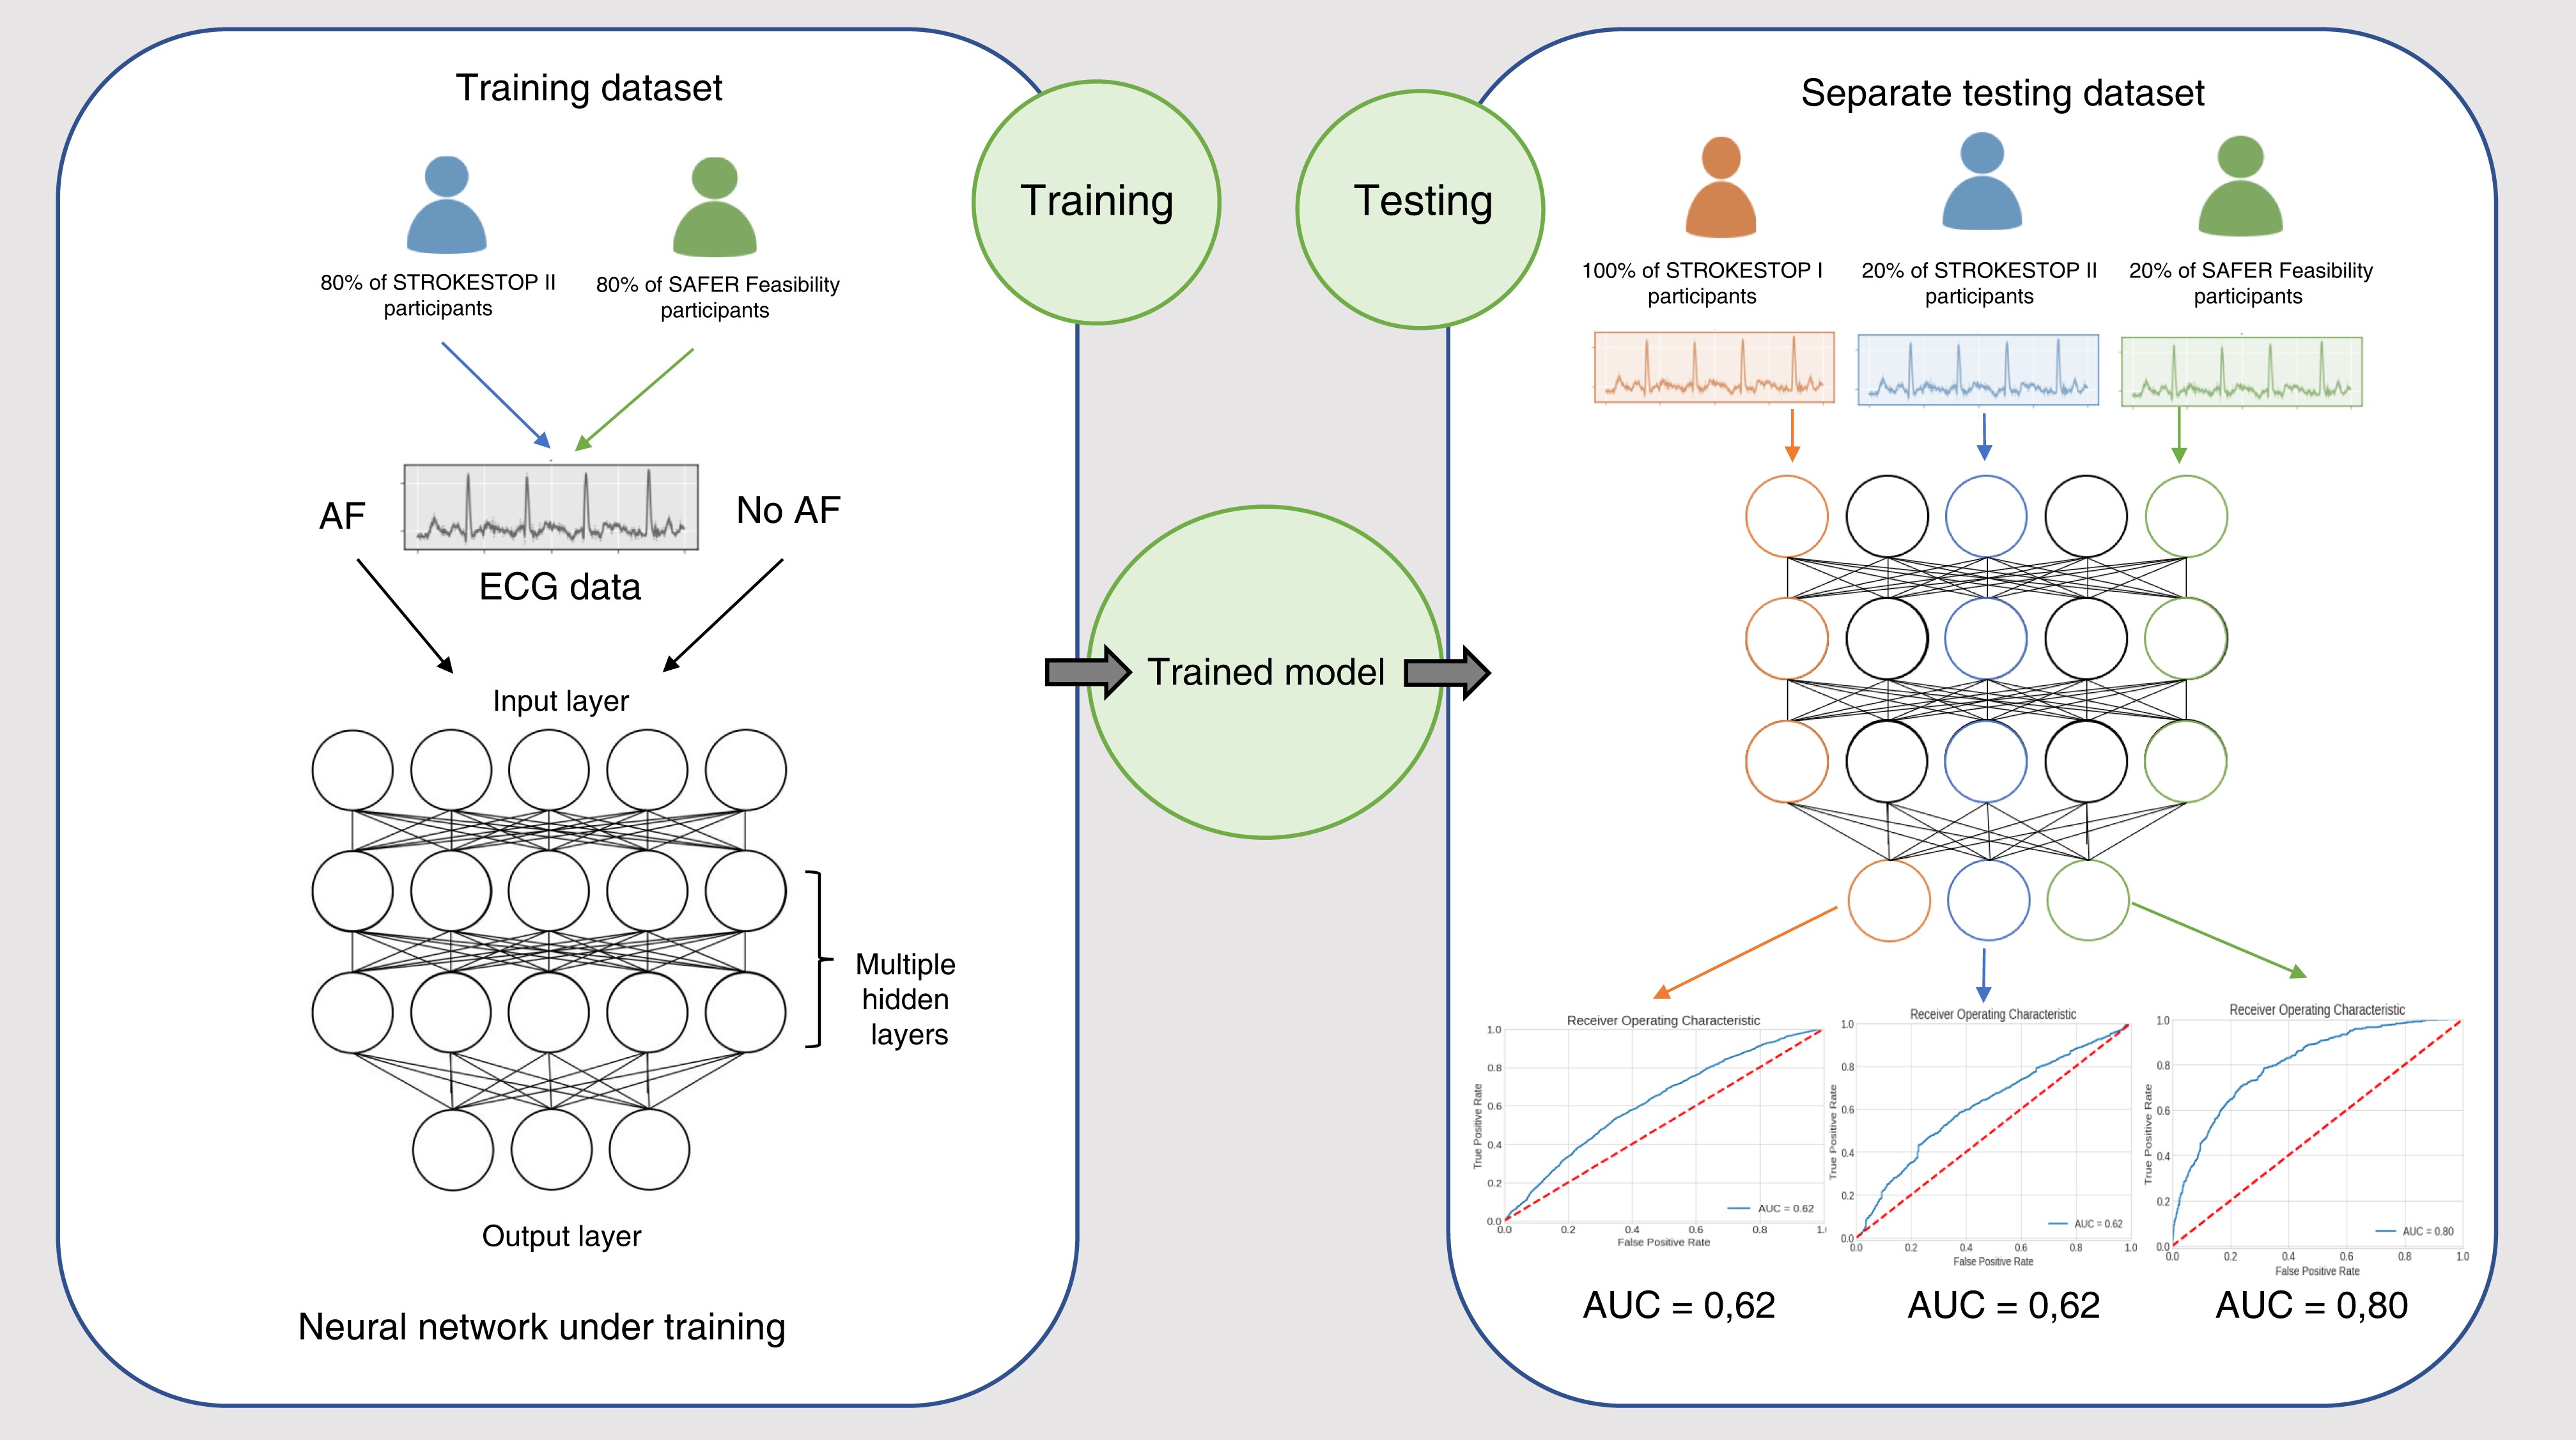 Training dataset
80% of STROKESTOP II
participants
80% of SAFER Feasibility
participants
AF
No AF
ECG data
Input layer
Multiple
hidden
layers
Output layer
Neural network under training
Training
Trained model
Testing
Separate testing dataset
100% of STROKESTOP I
participants
20% of STROKESTOP II
participants
20% of SAFER Feasibility
participants
Receiver Operating Characteristic
True Positive Rate
1.0
0.8
0.6
0.4
0.2
0.0
0.0 0.2 0.4 0.6 0.8 1.
AUC = 0.62
False Positive Rate
Receiver Operating Characteristic
True Positive Rate
1.0
0.8
0.6
0.4
0.2
0.0
0.0 0.2 0.4 0.6 0.8 1.0
AUC = 0.62
False Positive Rate
Receiver Operating Characteristic
True Positive Rate
1.0
0.8
0.6
0.4
0.2
0.0
0.0 0.2 0.4 0.6 0.8 1.0
AUC = 0.80
False Positive Rate
AUC = 0,62
AUC = 0,62
AUC = 0,80